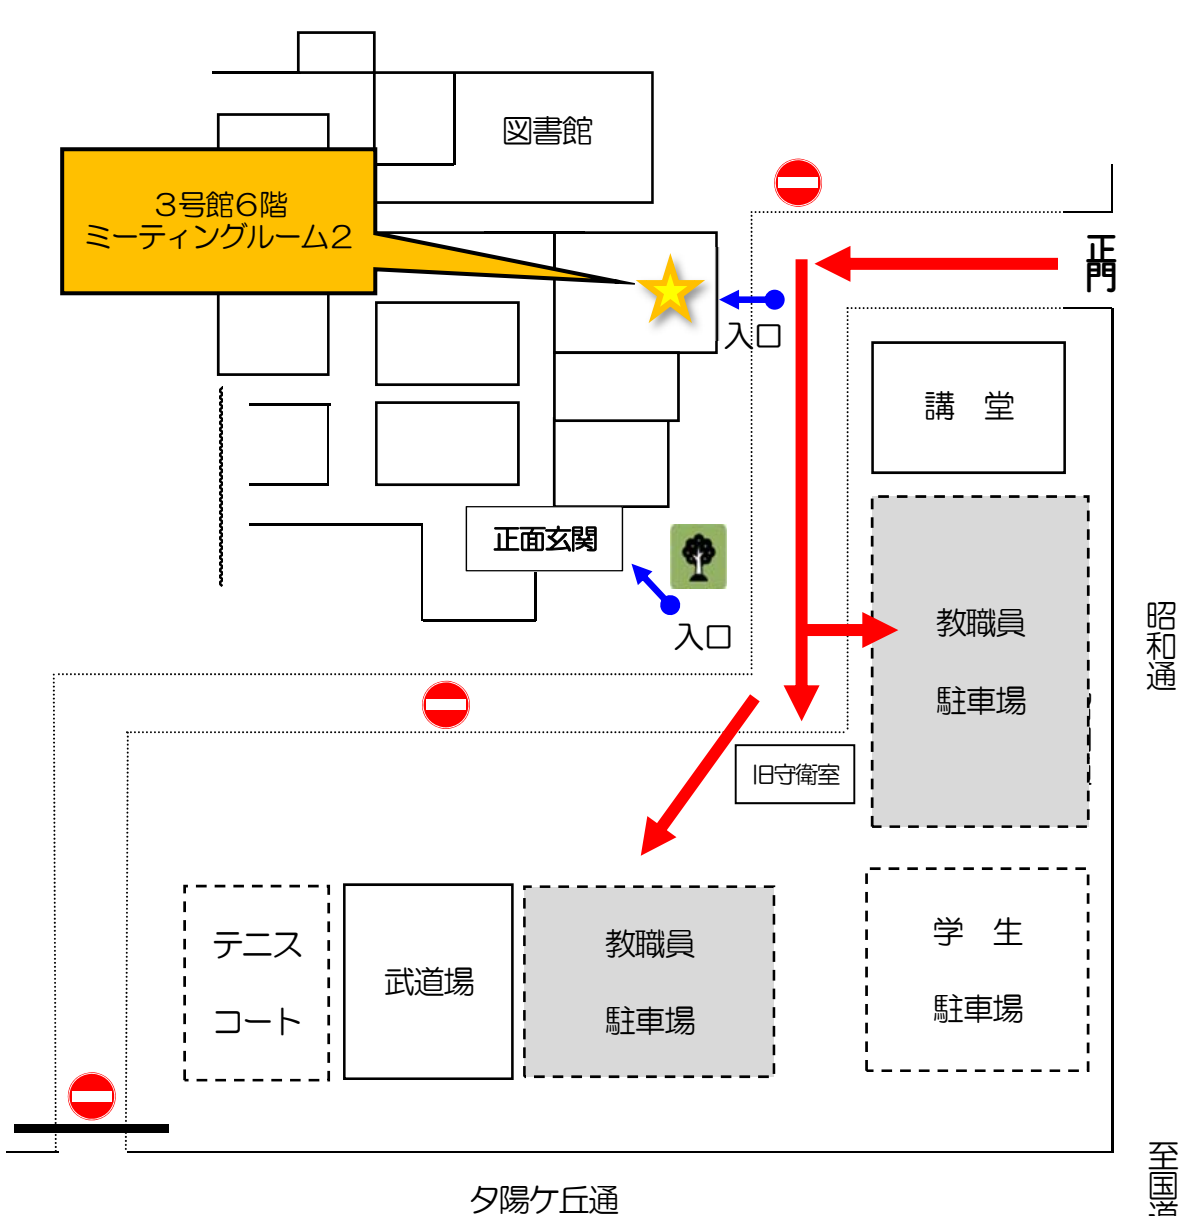 図書館
3号館6階
ミーティングルーム2
正門
入口
講　堂
正面玄関
入口
教職員
駐車場
昭和通
旧守衛室
テニス
コート
武道場
教職員
駐車場
学　生
駐車場
夕陽ケ丘通
至国道